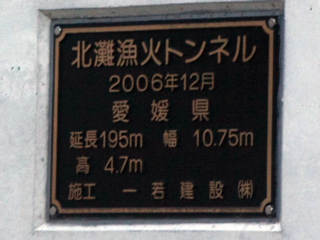 北灘漁火トンネル
2006年12月
愛媛県
延長195m 幅 10.75m
高 4.7m
施工 一若建設㈱